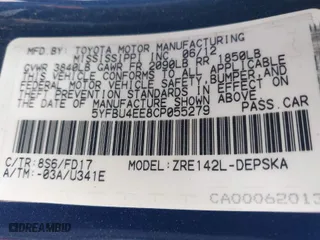 MFD. BY: TOYOTA MOTOR MANUFACTURING
MISSISSIPPI INC 06/12
GVWR 3840LB GAWR FR 2090LB RR 1850LB
THIS VEHICLE CONFORMS TO ALL APPLICABLE
FEDERAL MOTOR VEHICLE SAFETY, BUMPER, AND
THEFT PREVENTION STANDARDS IN EFFECT ON
THE DATE OF MANUFACTURE SHOWN ABOVE.
5YFBU4EE8CP055279
PASS.CAR
C/TR:8S6/FD17 MODEL:ZRE142L-DEPSKA
A/TM:-03A/U341E
CA00062013
DREAMBID